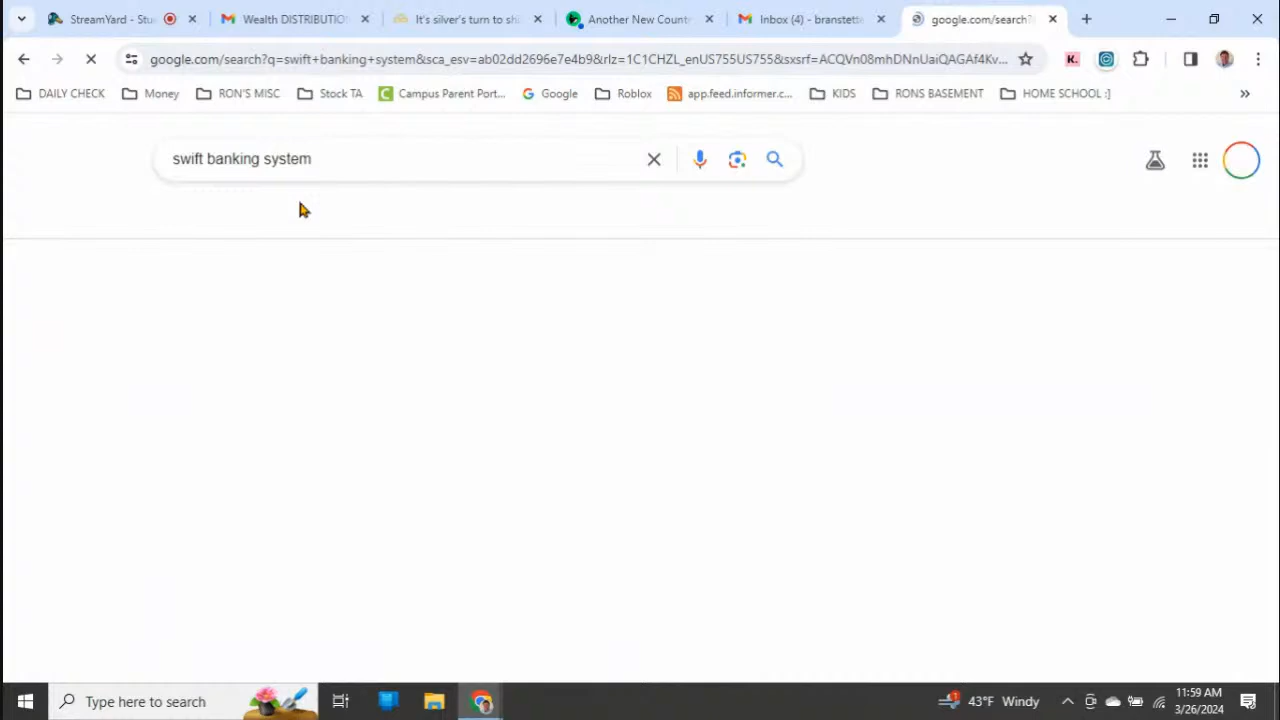 StreamYard - Stu
Wealth DISTRIBUTIO
It's silver's turn to shi
Another New Count
Inbox (4) - branstette
google.com/search?
google.com/search?q=swift+banking+system&sca_esv=ab02dd2696e7e4b9&rlz=1C1CHZL_enUS755US755&sxsrf=ACQVn08mhDNnUaiQAGAf4Kv...
K.
DAILY CHECK
Money
RON'S MISC
Stock TA
Campus Parent Port...
Google
Roblox
app.feed.informer.c...
KIDS
RONS BASEMENT
HOME SCHOOL :]
swift banking system
Type here to search
1
43°F Windy
11:59 AM
3/26/2024